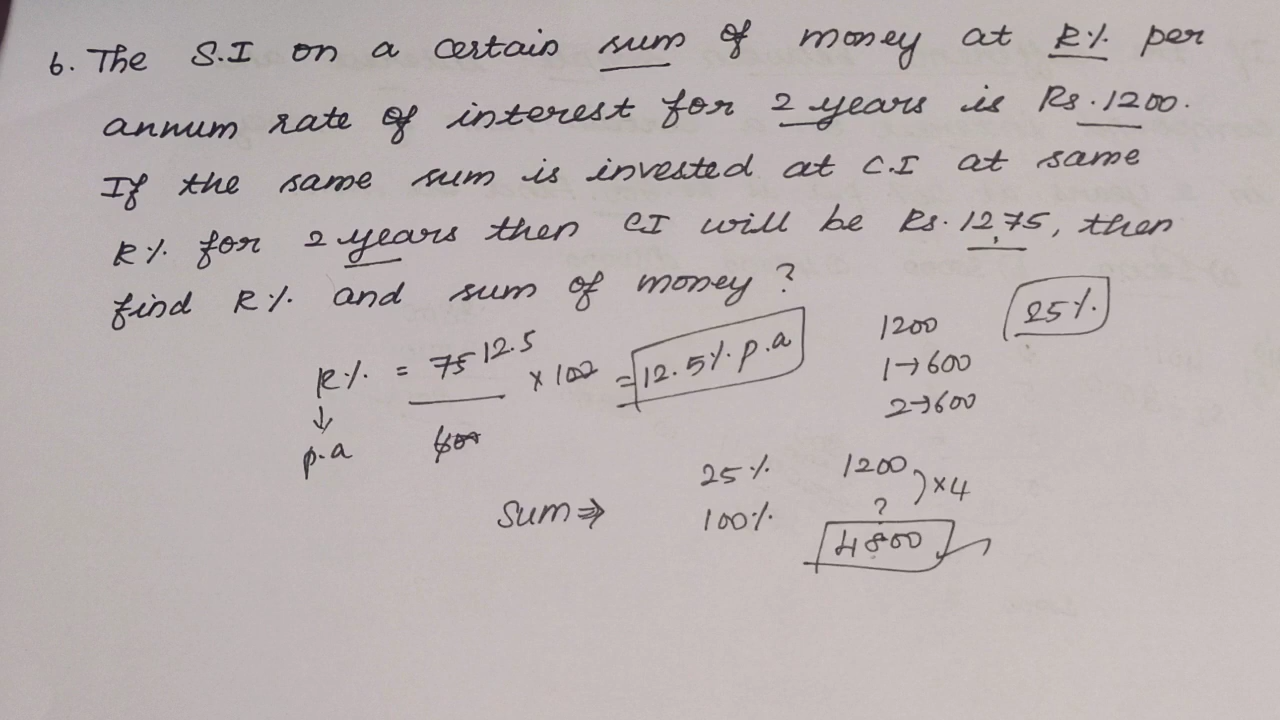 6. The S.I on a certain sum of money at R% per
annum rate of interest for 2 years is Rs.1200.
If the same sum is invested at C.I at same
R% for 2 years then CI will be Rs.1275, then
find R% and sum of money?
R% = 75 12.5 × 100 = 12.5% p.a
600
↓
p.a
1200
25%
1→600
2→600
Sum ⇒
25% 1200
×4
100% ?
4800